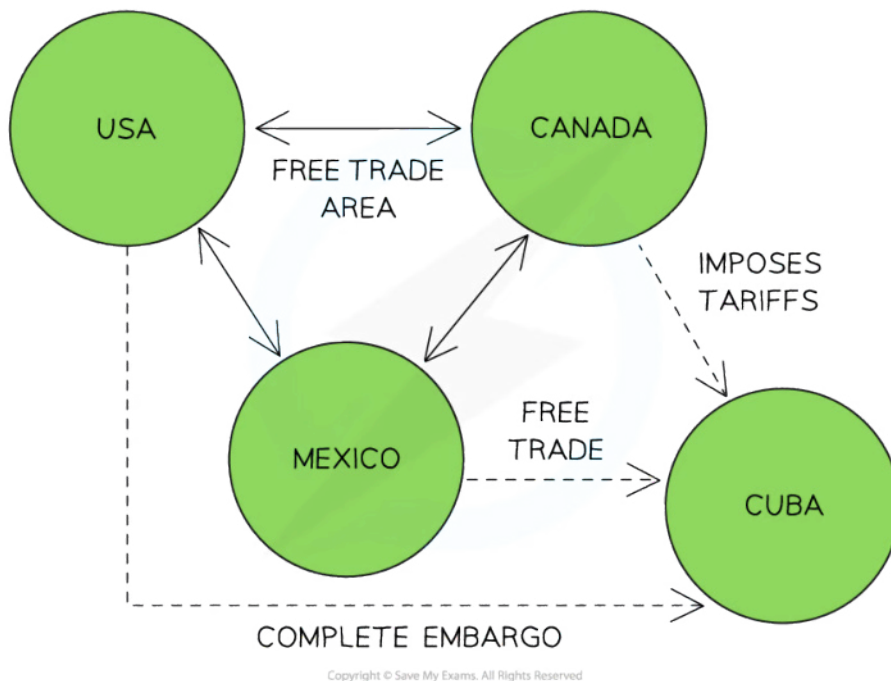 USA
CANADA
FREE TRADE
AREA
IMPOSES
TARIFFS
MEXICO
FREE
TRADE
CUBA
COMPLETE EMBARGO
Copyright © Save My Exams. All Rights Reserved